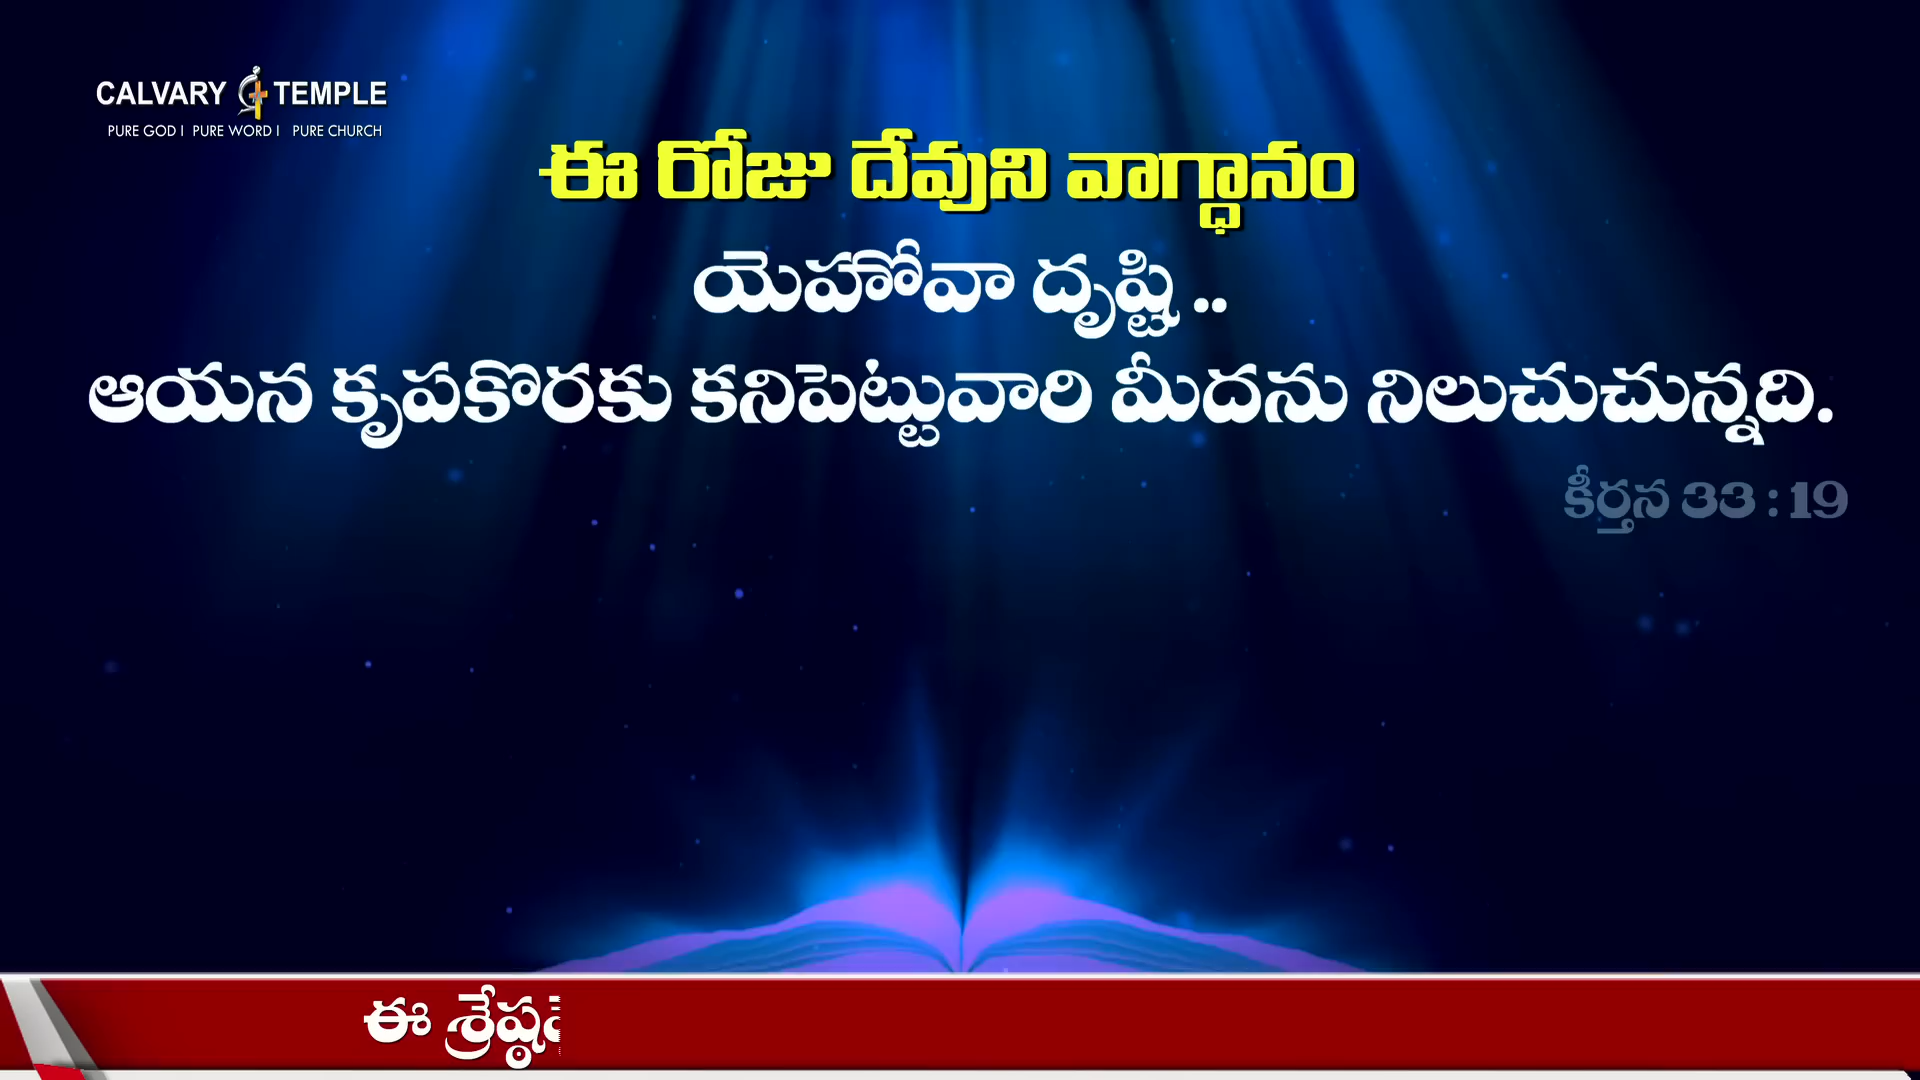 CALVARY TEMPLE
PURE GOD I PURE WORD I PURE CHURCH
ఈ రోజు దేవుని వాగ్ధానం
యెహోవా దృష్టి ..
ఆయన కృపకొరకు కనిపెట్టువారి మీదను నిలుచుచున్నది.
కీర్తన 33 : 19
ఈ